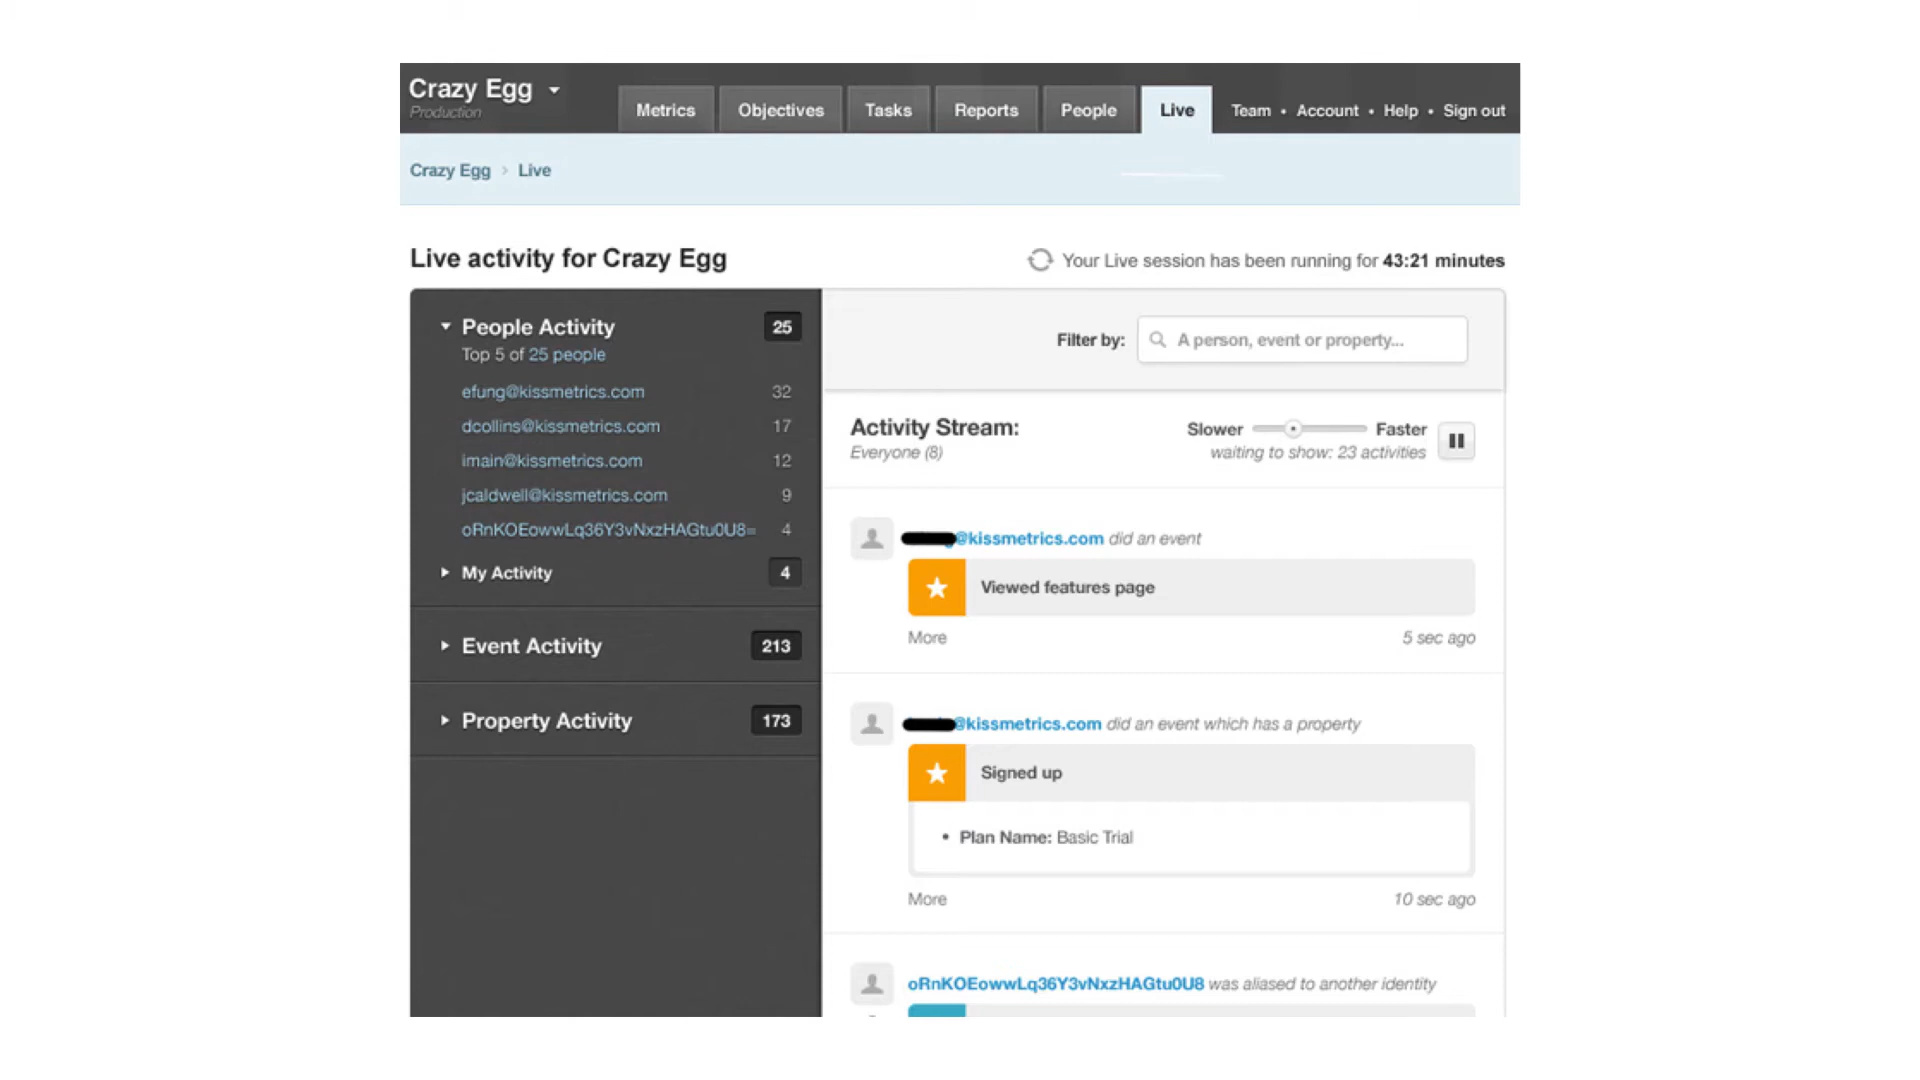 Crazy Egg
Production
Metrics
Objectives
Tasks
Reports
People
Live
Team • Account • Help • Sign out
Crazy Egg › Live
Live activity for Crazy Egg
Your Live session has been running for 43:21 minutes
People Activity 25
Top 5 of 25 people
efung@kissmetrics.com 32
dcollins@kissmetrics.com 17
imain@kissmetrics.com 12
jcaldwell@kissmetrics.com 9
oRnKOEowwLq36Y3vNxzHAGtu0U8= 4
My Activity 4
Event Activity 213
Property Activity 173
Filter by: A person, event or property...
Activity Stream:
Everyone (8)
Slower Faster
waiting to show: 23 activities
@kissmetrics.com did an event
Viewed features page
More 5 sec ago
@kissmetrics.com did an event which has a property
Signed up
• Plan Name: Basic Trial
More 10 sec ago
oRnKOEowwLq36Y3vNxzHAGtu0U8 was aliased to another identity